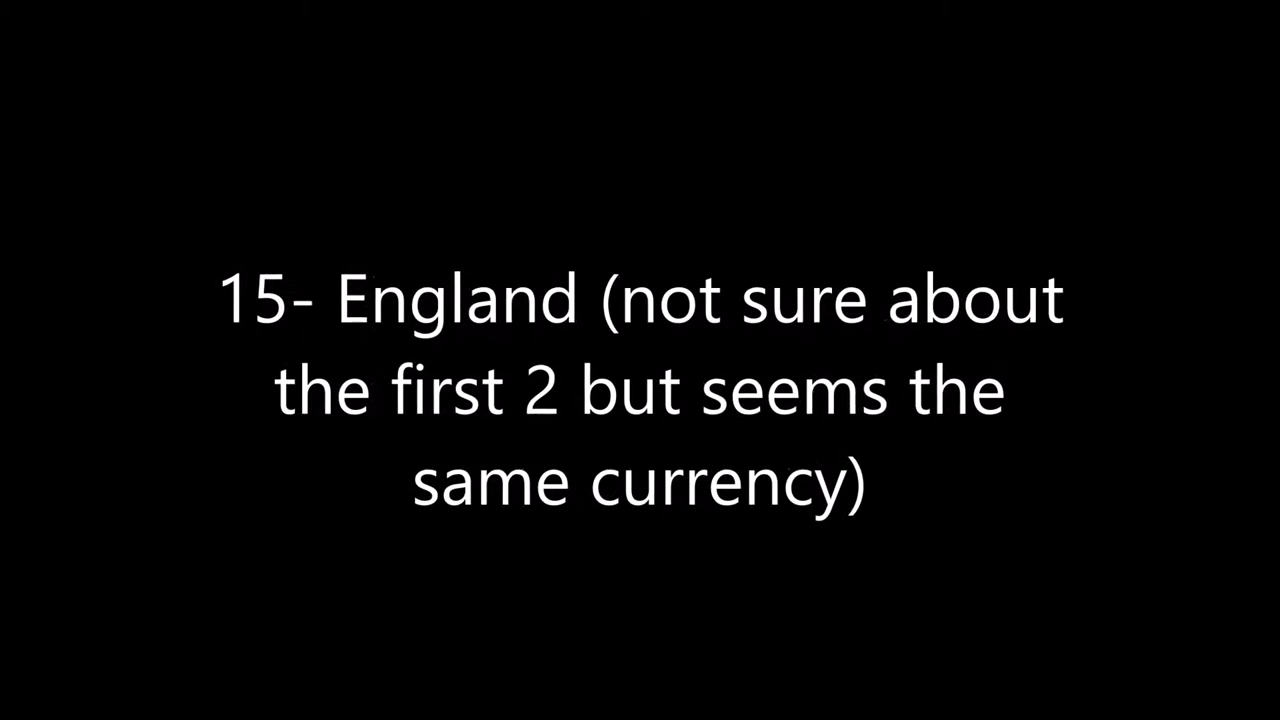 15- England (not sure about
the first 2 but seems the
same currency)